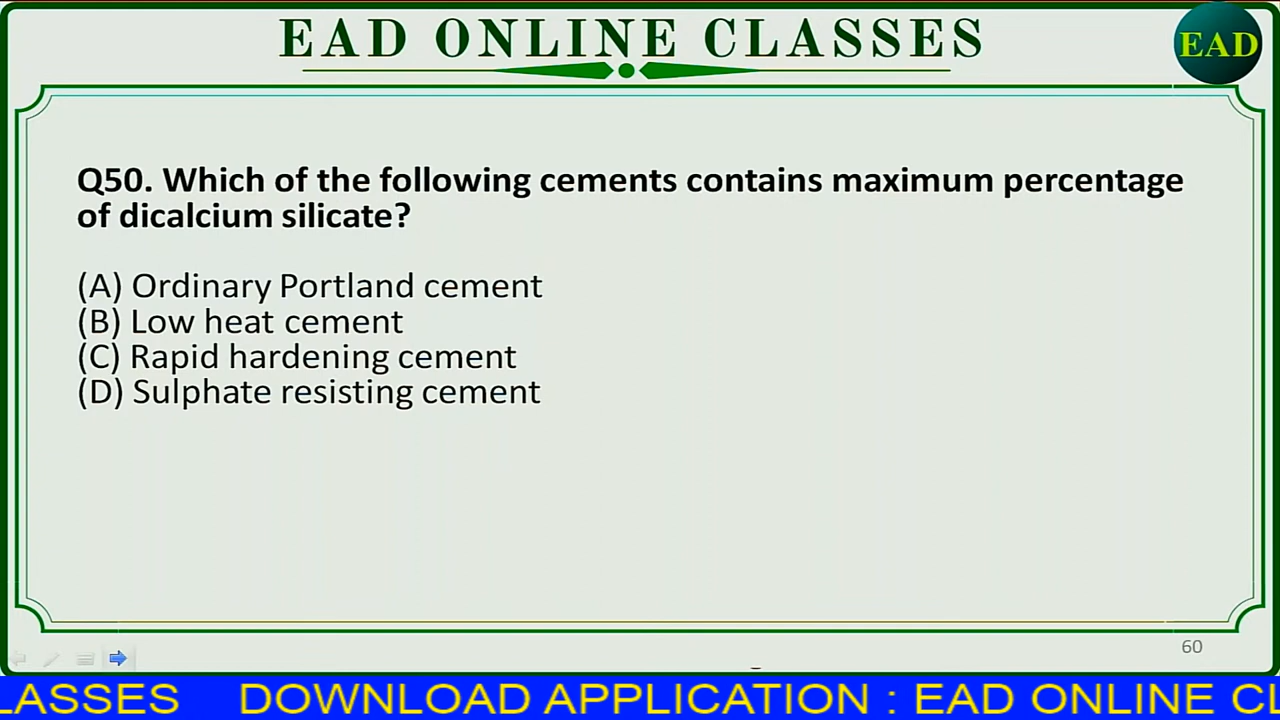 EAD ONLINE CLASSES
EAD
Q50. Which of the following cements contains maximum percentage
of dicalcium silicate?
(A) Ordinary Portland cement
(B) Low heat cement
(C) Rapid hardening cement
(D) Sulphate resisting cement
60
LASSES DOWNLOAD APPLICATION : EAD ONLINE CL